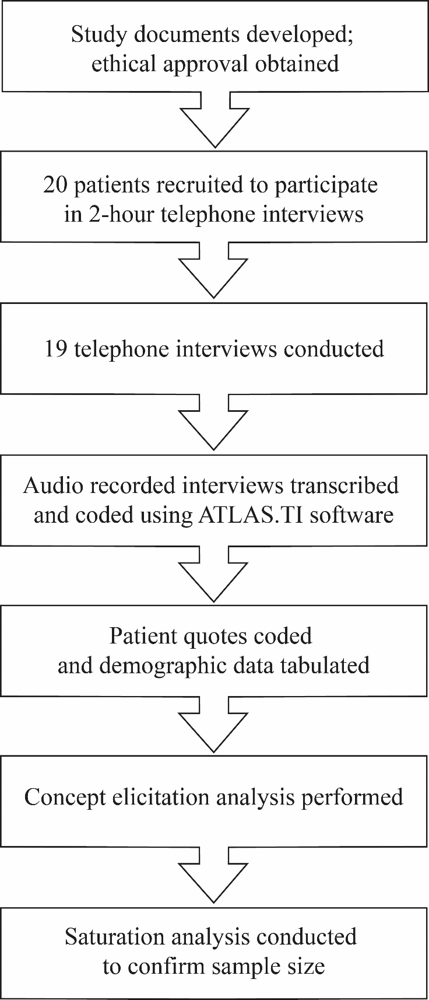 Study documents developed;
ethical approval obtained
20 patients recruited to participate
in 2-hour telephone interviews
19 telephone interviews conducted
Audio recorded interviews transcribed
and coded using ATLAS.TI software
Patient quotes coded
and demographic data tabulated
Concept elicitation analysis performed
Saturation analysis conducted
to confirm sample size